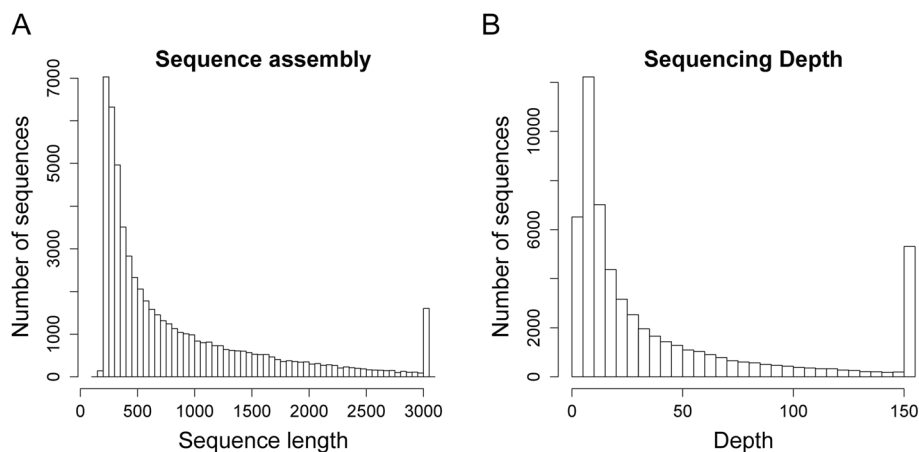 A
Sequence assembly
Number of sequences
7000
5000
3000
1000
0
0 500 1000 1500 2000 2500 3000
Sequence length
B
Sequencing Depth
Number of sequences
10000
6000
2000
0
0 50 100 150
Depth